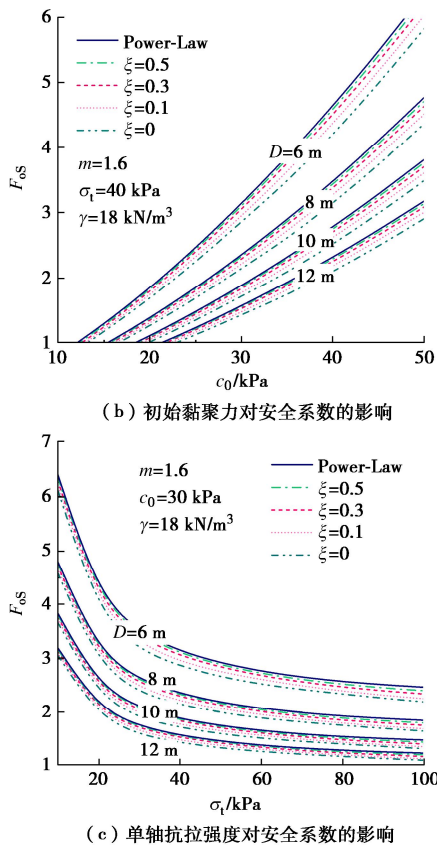 6
5
4
3
2
1
F_oS
Power-Law
ξ=0.5
ξ=0.3
ξ=0.1
ξ=0
m=1.6
σ_t=40 kPa
γ=18 kN/m³
D=6 m
8 m
10 m
12 m
10 20 30 40 50
c₀/kPa
（b）初始黏聚力对安全系数的影响
7
6
5
4
3
2
1
F_oS
m=1.6
c₀=30 kPa
γ=18 kN/m³
Power-Law
ξ=0.5
ξ=0.3
ξ=0.1
ξ=0
D=6 m
8 m
10 m
12 m
20 40 60 80 100
σ_t/kPa
（c）单轴抗拉强度对安全系数的影响